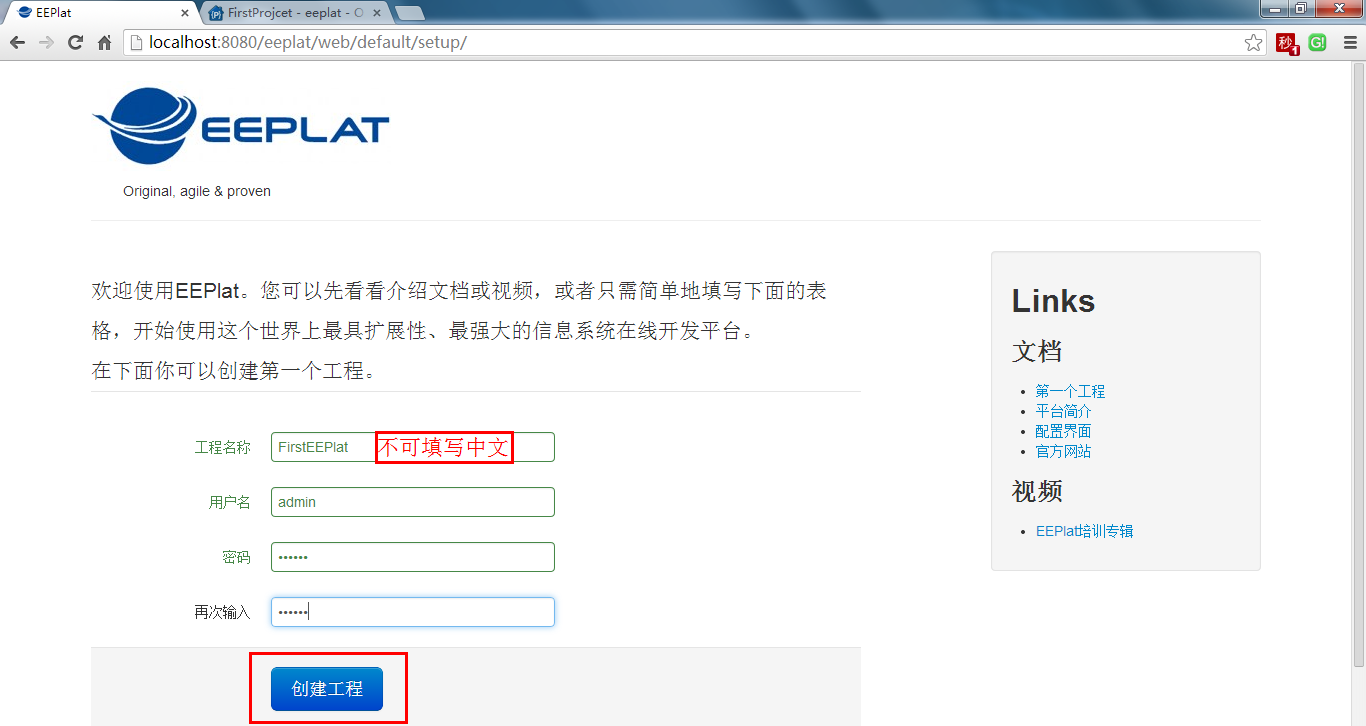 EEPlat
FirstProjcet - eeplat - O
localhost:8080/eeplat/web/default/setup/
秒 1
G!
EEPLAT
Original, agile & proven
欢迎使用EEPlat。您可以先看看介绍文档或视频，或者只需简单地填写下面的表
格，开始使用这个世界上最具扩展性、最强大的信息系统在线开发平台。
在下面你可以创建第一个工程。
工程名称 FirstEEPlat 不可填写中文
用户名 admin
密码 ••••••
再次输入 ••••••
创建工程
Links
文档
第一个工程
平台简介
配置界面
官方网站
视频
EEPlat培训专辑